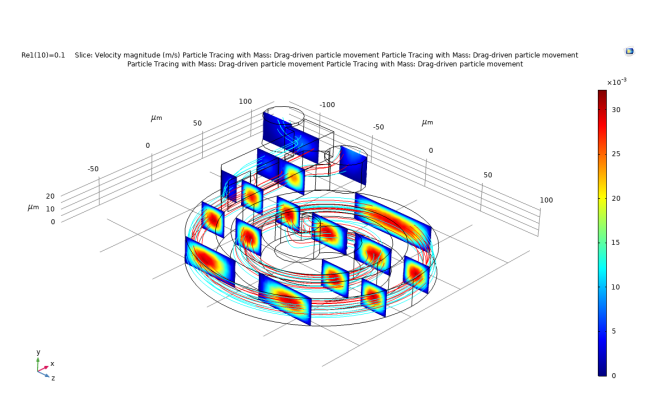 Re1(10)=0.1 Slice: Velocity magnitude (m/s) Particle Tracing with Mass: Drag-driven particle movement Particle Tracing with Mass: Drag-driven particle movement
Particle Tracing with Mass: Drag-driven particle movement Particle Tracing with Mass: Drag-driven particle movement
×10⁻³
100
-100
μm
50
-50
μm
0
0
-50
50
100
20
10
0
μm
30
25
20
15
10
5
0
y
x
z